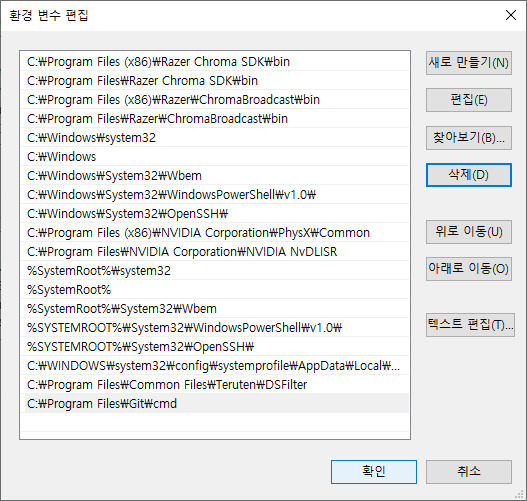 환경 변수 편집
C:₩Program Files (x86)₩Razer Chroma SDK₩bin
C:₩Program Files₩Razer Chroma SDK₩bin
C:₩Program Files (x86)₩Razer₩ChromaBroadcast₩bin
C:₩Program Files₩Razer₩ChromaBroadcast₩bin
C:₩Windows₩system32
C:₩Windows
C:₩Windows₩System32₩Wbem
C:₩Windows₩System32₩WindowsPowerShell₩v1.0₩
C:₩Windows₩System32₩OpenSSH₩
C:₩Program Files (x86)₩NVIDIA Corporation₩PhysX₩Common
C:₩Program Files₩NVIDIA Corporation₩NVIDIA NvDLISR
%SystemRoot%₩system32
%SystemRoot%
%SystemRoot%₩System32₩Wbem
%SYSTEMROOT%₩System32₩WindowsPowerShell₩v1.0₩
%SYSTEMROOT%₩System32₩OpenSSH₩
C:₩WINDOWS₩system32₩config₩systemprofile₩AppData₩Local₩...
C:₩Program Files₩Common Files₩Teruten₩DSFilter
C:₩Program Files₩Git₩cmd
새로 만들기(N)
편집(E)
찾아보기(B)...
삭제(D)
위로 이동(U)
아래로 이동(O)
텍스트 편집(T)...
확인
취소